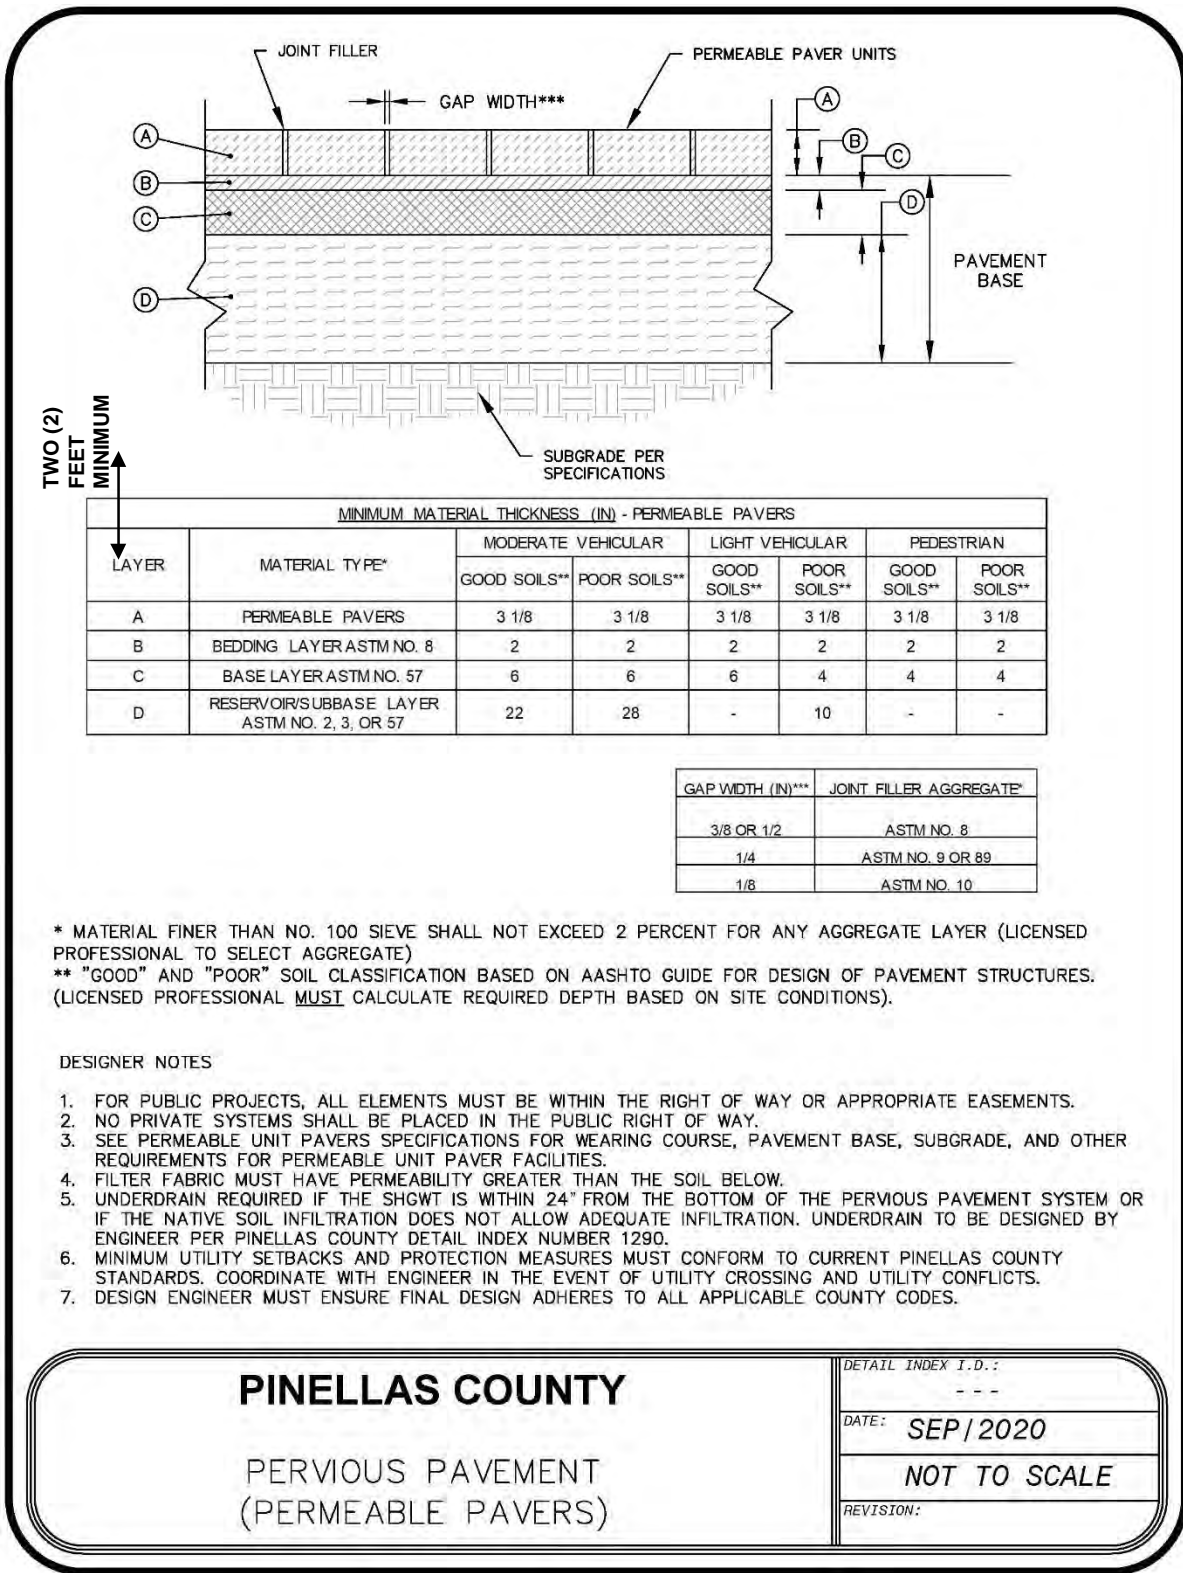 JOINT FILLER
PERMEABLE PAVER UNITS
GAP WIDTH***
A
B
C
D
A
B
C
D
PAVEMENT
BASE
SUBGRADE PER
SPECIFICATIONS
TWO (2)
FEET
MINIMUM
MINIMUM MATERIAL THICKNESS (IN) - PERMEABLE PAVERS
LAYER MATERIAL TYPE* MODERATE VEHICULAR LIGHT VEHICULAR PEDESTRIAN
GOOD SOILS** POOR SOILS** GOOD SOILS** POOR SOILS** GOOD SOILS** POOR SOILS**
A PERMEABLE PAVERS 3 1/8 3 1/8 3 1/8 3 1/8 3 1/8 3 1/8
B BEDDING LAYER ASTM NO. 8 2 2 2 2 2 2
C BASE LAYER ASTM NO. 57 6 6 6 4 4 4
D RESERVOIR/SUBBASE LAYER ASTM NO. 2, 3, OR 57 22 28 - 10 - -
GAP WIDTH (IN)*** JOINT FILLER AGGREGATE*
3/8 OR 1/2 ASTM NO. 8
1/4 ASTM NO. 9 OR 89
1/8 ASTM NO. 10
* MATERIAL FINER THAN NO. 100 SIEVE SHALL NOT EXCEED 2 PERCENT FOR ANY AGGREGATE LAYER (LICENSED
PROFESSIONAL TO SELECT AGGREGATE)
** "GOOD" AND "POOR" SOIL CLASSIFICATION BASED ON AASHTO GUIDE FOR DESIGN OF PAVEMENT STRUCTURES.
(LICENSED PROFESSIONAL MUST CALCULATE REQUIRED DEPTH BASED ON SITE CONDITIONS).
DESIGNER NOTES
1. FOR PUBLIC PROJECTS, ALL ELEMENTS MUST BE WITHIN THE RIGHT OF WAY OR APPROPRIATE EASEMENTS.
2. NO PRIVATE SYSTEMS SHALL BE PLACED IN THE PUBLIC RIGHT OF WAY.
3. SEE PERMEABLE UNIT PAVERS SPECIFICATIONS FOR WEARING COURSE, PAVEMENT BASE, SUBGRADE, AND OTHER
REQUIREMENTS FOR PERMEABLE UNIT PAVER FACILITIES.
4. FILTER FABRIC MUST HAVE PERMEABILITY GREATER THAN THE SOIL BELOW.
5. UNDERDRAIN REQUIRED IF THE SHGWT IS WITHIN 24" FROM THE BOTTOM OF THE PERVIOUS PAVEMENT SYSTEM OR
IF THE NATIVE SOIL INFILTRATION DOES NOT ALLOW ADEQUATE INFILTRATION. UNDERDRAIN TO BE DESIGNED BY
ENGINEER PER PINELLAS COUNTY DETAIL INDEX NUMBER 1290.
6. MINIMUM UTILITY SETBACKS AND PROTECTION MEASURES MUST CONFORM TO CURRENT PINELLAS COUNTY
STANDARDS. COORDINATE WITH ENGINEER IN THE EVENT OF UTILITY CROSSING AND UTILITY CONFLICTS.
7. DESIGN ENGINEER MUST ENSURE FINAL DESIGN ADHERES TO ALL APPLICABLE COUNTY CODES.
PINELLAS COUNTY
PERVIOUS PAVEMENT
(PERMEABLE PAVERS)
DETAIL INDEX I.D.:
- - -
DATE: SEP/2020
NOT TO SCALE
REVISION: